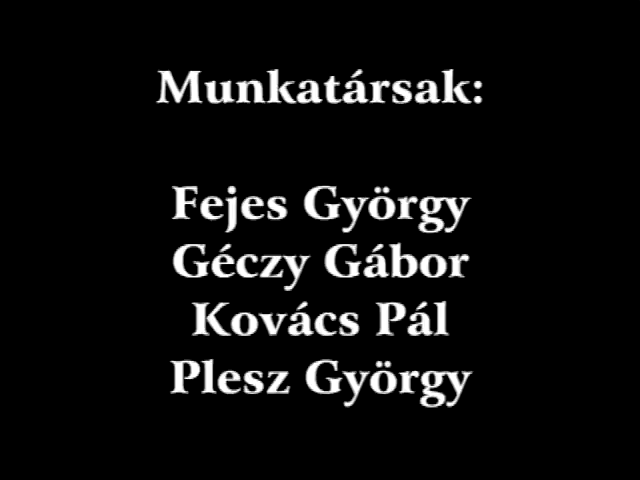 Munkatársak:
Fejes György
Géczy Gábor
Kovács Pál
Plesz György